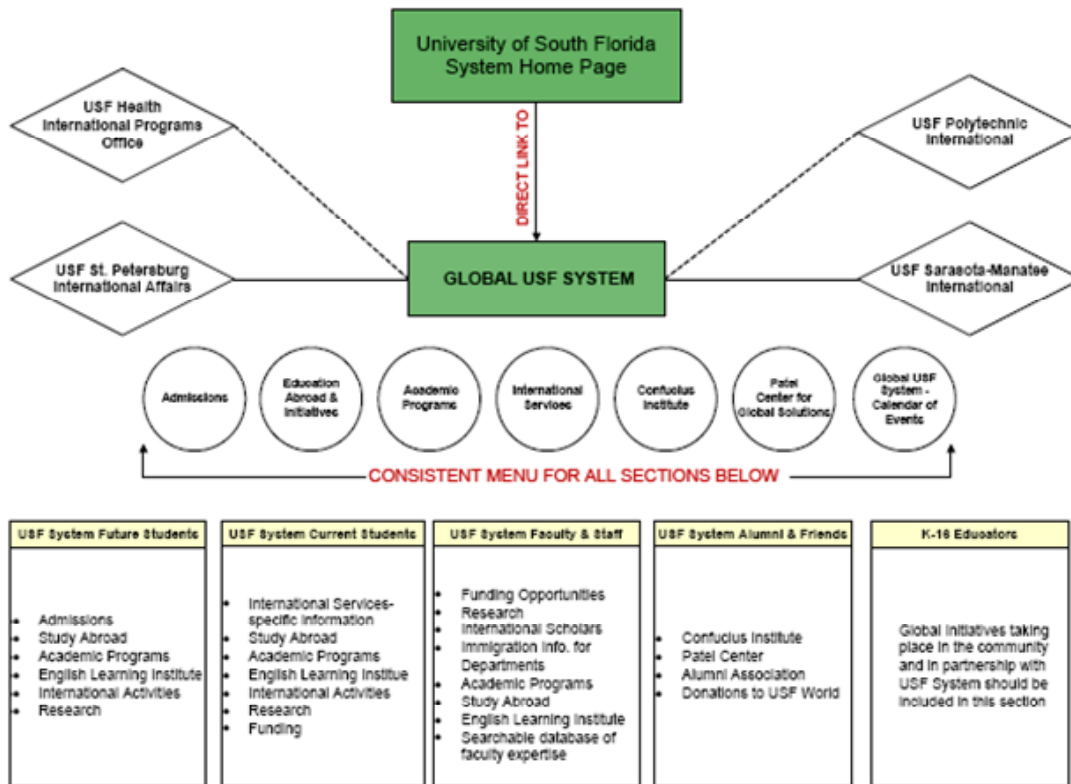 University of South Florida
System Home Page
USF Health
International Programs
Office
DIRECT LINK TO
USF Polytechnic
International
USF St. Petersburg
International Affairs
GLOBAL USF SYSTEM
USF Sarasota-Manatee
International
Admissions
Education
Abroad &
Initiatives
Academic
Programs
International
Services
Confucius
Institute
Patel
Center for
Global Solutions
Global USF
System -
Calendar of
Events
CONSISTENT MENU FOR ALL SECTIONS BELOW
USF System Future Students
• Admissions
• Study Abroad
• Academic Programs
• English Learning Institute
• International Activities
• Research
USF System Current Students
• International Services-
specific information
• Study Abroad
• Academic Programs
• English Learning Institue
• International Activities
• Research
• Funding
USF System Faculty & Staff
• Funding Opportunities
• Research
• International Scholars
• Immigration Info. for
Departments
• Academic Programs
• Study Abroad
• English Learning Institute
• Searchable database of
faculty expertise
USF System Alumni & Friends
• Confucius Institute
• Patel Center
• Alumni Association
• Donations to USF World
K-16 Educators
Global Initiatives taking
place in the community
and in partnership with
USF System should be
included in this section